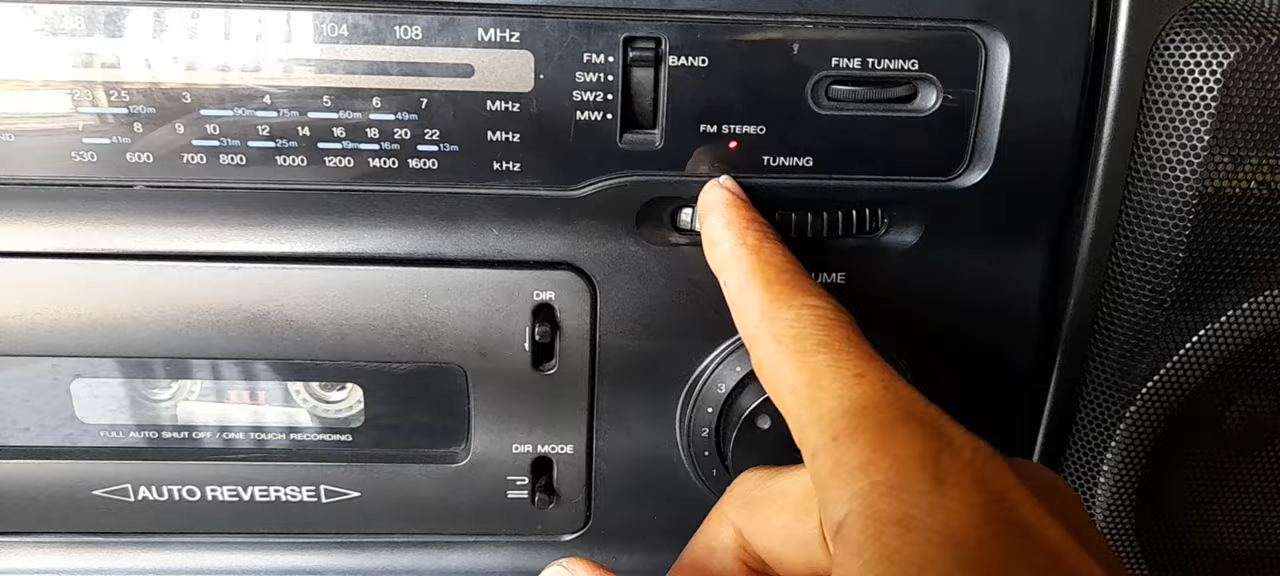 104 108 MHz
FM
SW1
SW2
MW
BAND
FINE TUNING
2.3 2.5 3 4 5 6 7 MHz
120m 90m 75m 60m 49m
7 8 9 10 12 14 16 18 20 22 MHz
41m 31m 25m 19m 16m 13m
530 600 700 800 1000 1200 1400 1600 kHz
FM STEREO
TUNING
UME
DIR
3
2
1
FULL AUTO SHUT OFF / ONE TOUCH RECORDING
DIR MODE
AUTO REVERSE